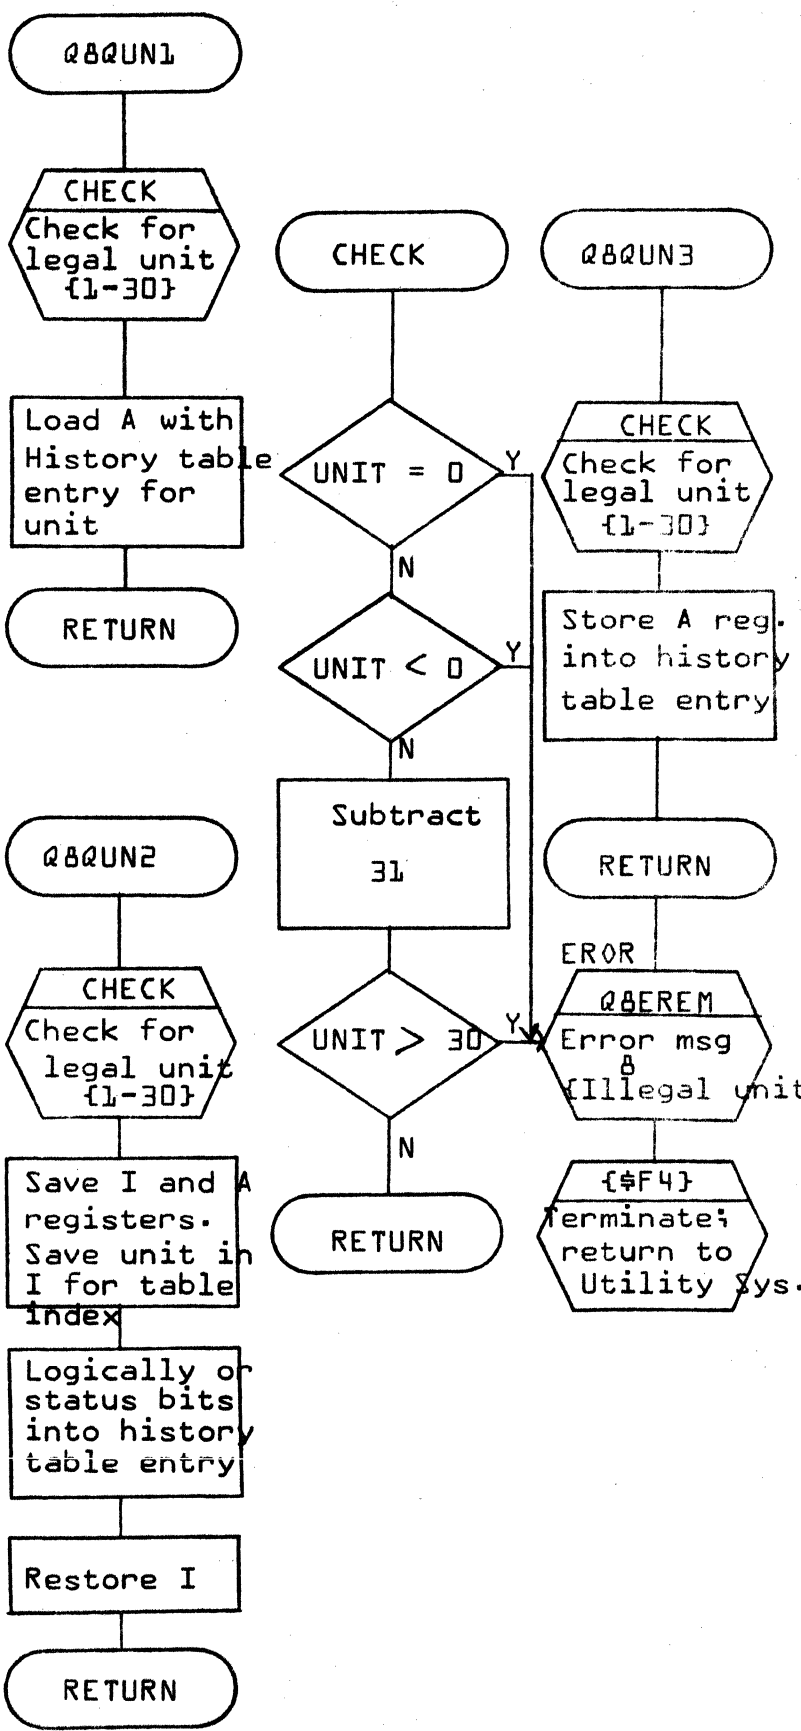 Q8QUN1
CHECK
Check for
legal unit
{1-30}
Load A with
History table
entry for
unit
RETURN
Q8QUN2
CHECK
Check for
legal unit
{1-30}
Save I and A
registers.
Save unit in
I for table
index
Logically or
status bits
into history
table entry
Restore I
RETURN
CHECK
UNIT = 0
Y
N
UNIT < 0
Y
N
Subtract
31
UNIT > 30
Y
N
RETURN
Q8QUN3
CHECK
Check for
legal unit
{1-30}
Store A reg.
into history
table entry
RETURN
EROR
Q8EREM
Error msg
8
{Illegal unit
{$F4}
Terminate;
return to
Utility Sys.